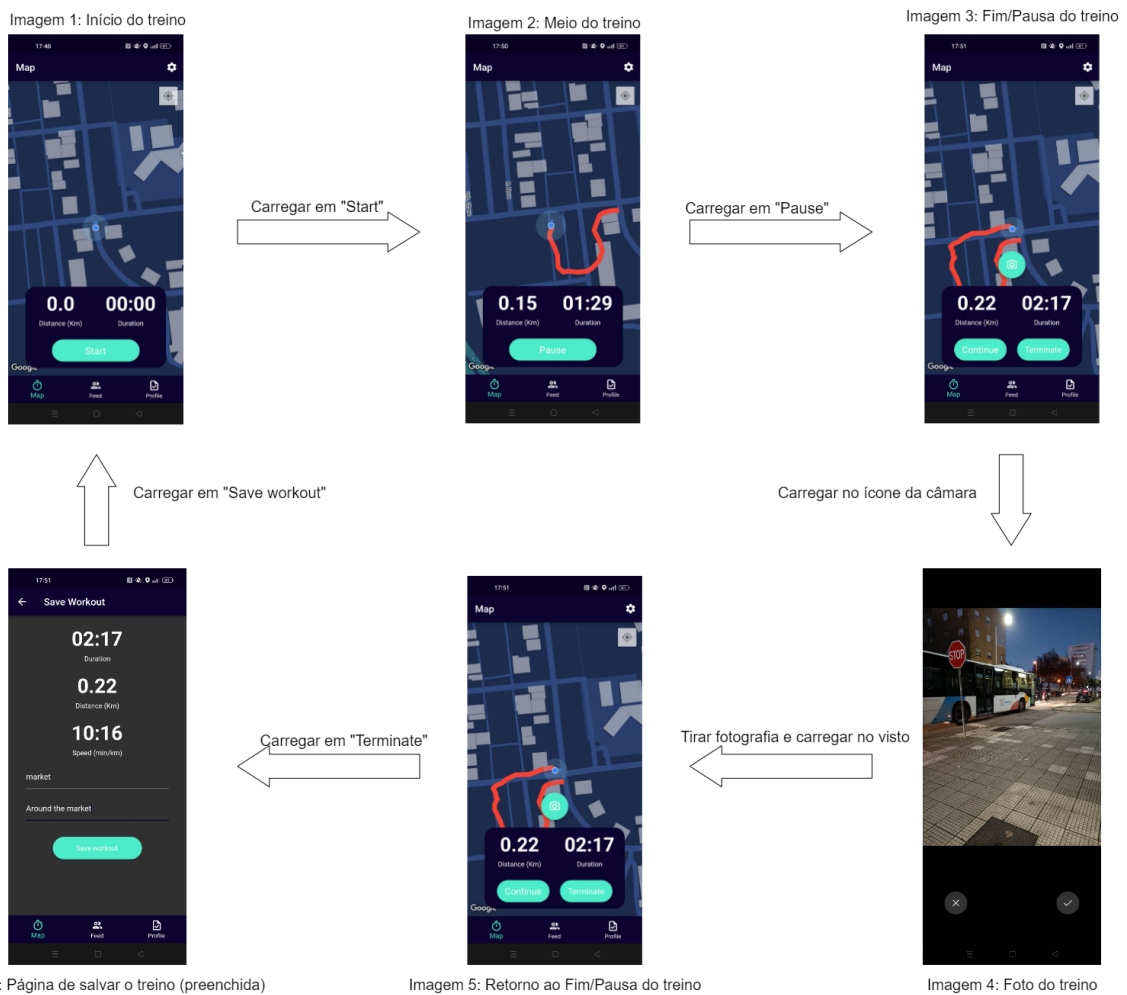 Imagem 1: Início do treino
Imagem 2: Meio do treino
Imagem 3: Fim/Pausa do treino
17:48
Map
0.0 00:00
Distance (Km) Duration
Start
Google
Map Feed Profile
Carregar em "Start"
17:50
Map
0.15 01:29
Distance (Km) Duration
Pause
Google
Map Feed Profile
Carregar em "Pause"
17:51
Map
0.22 02:17
Distance (Km) Duration
Continue Terminate
Google
Map Feed Profile
Carregar em "Save workout"
Carregar no ícone da câmara
17:51
Save Workout
02:17
Duration
0.22
Distance (Km)
10:16
Speed (min/km)
market
Around the market
Save workout
Map Feed Profile
Carregar em "Terminate"
17:51
Map
0.22 02:17
Distance (Km) Duration
Continue Terminate
Google
Map Feed Profile
Tirar fotografia e carregar no visto
STOP
: Página de salvar o treino (preenchida)
Imagem 5: Retorno ao Fim/Pausa do treino
Imagem 4: Foto do treino